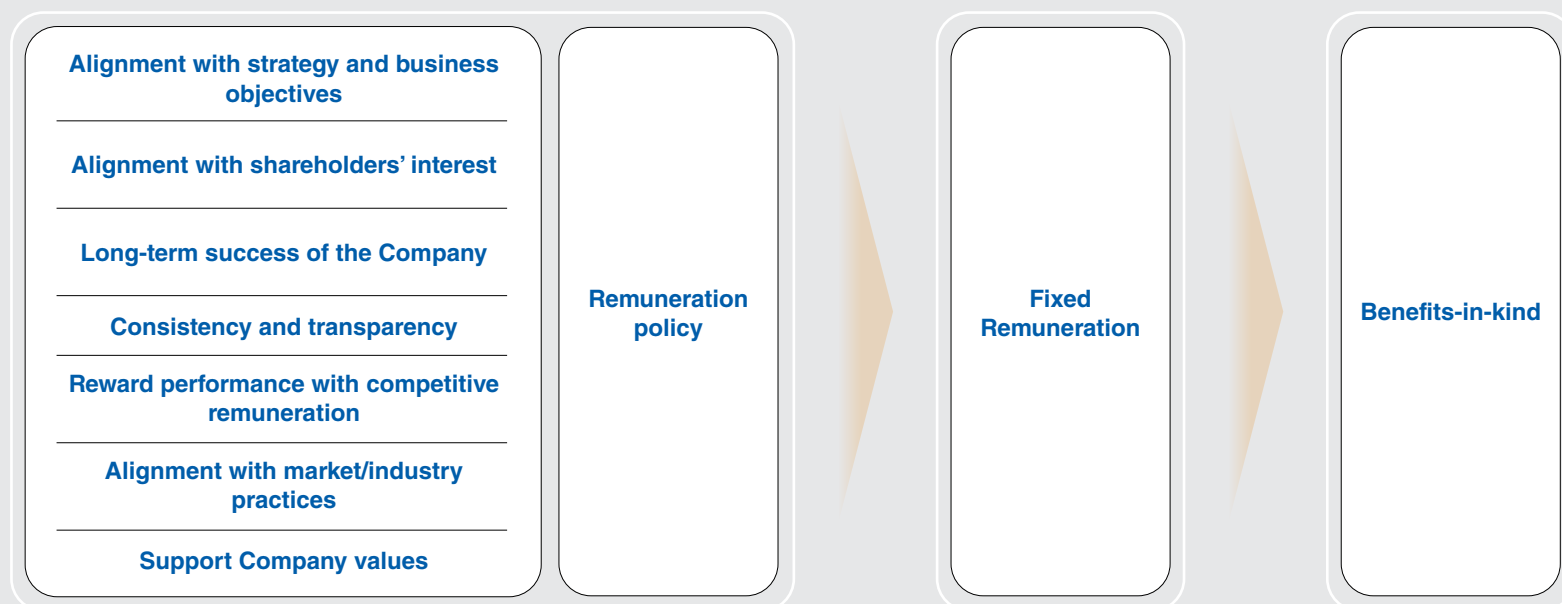 Alignment with strategy and business
objectives
Alignment with shareholders’ interest
Long-term success of the Company
Consistency and transparency
Reward performance with competitive
remuneration
Alignment with market/industry
practices
Support Company values
Remuneration
policy
Fixed
Remuneration
Benefits-in-kind